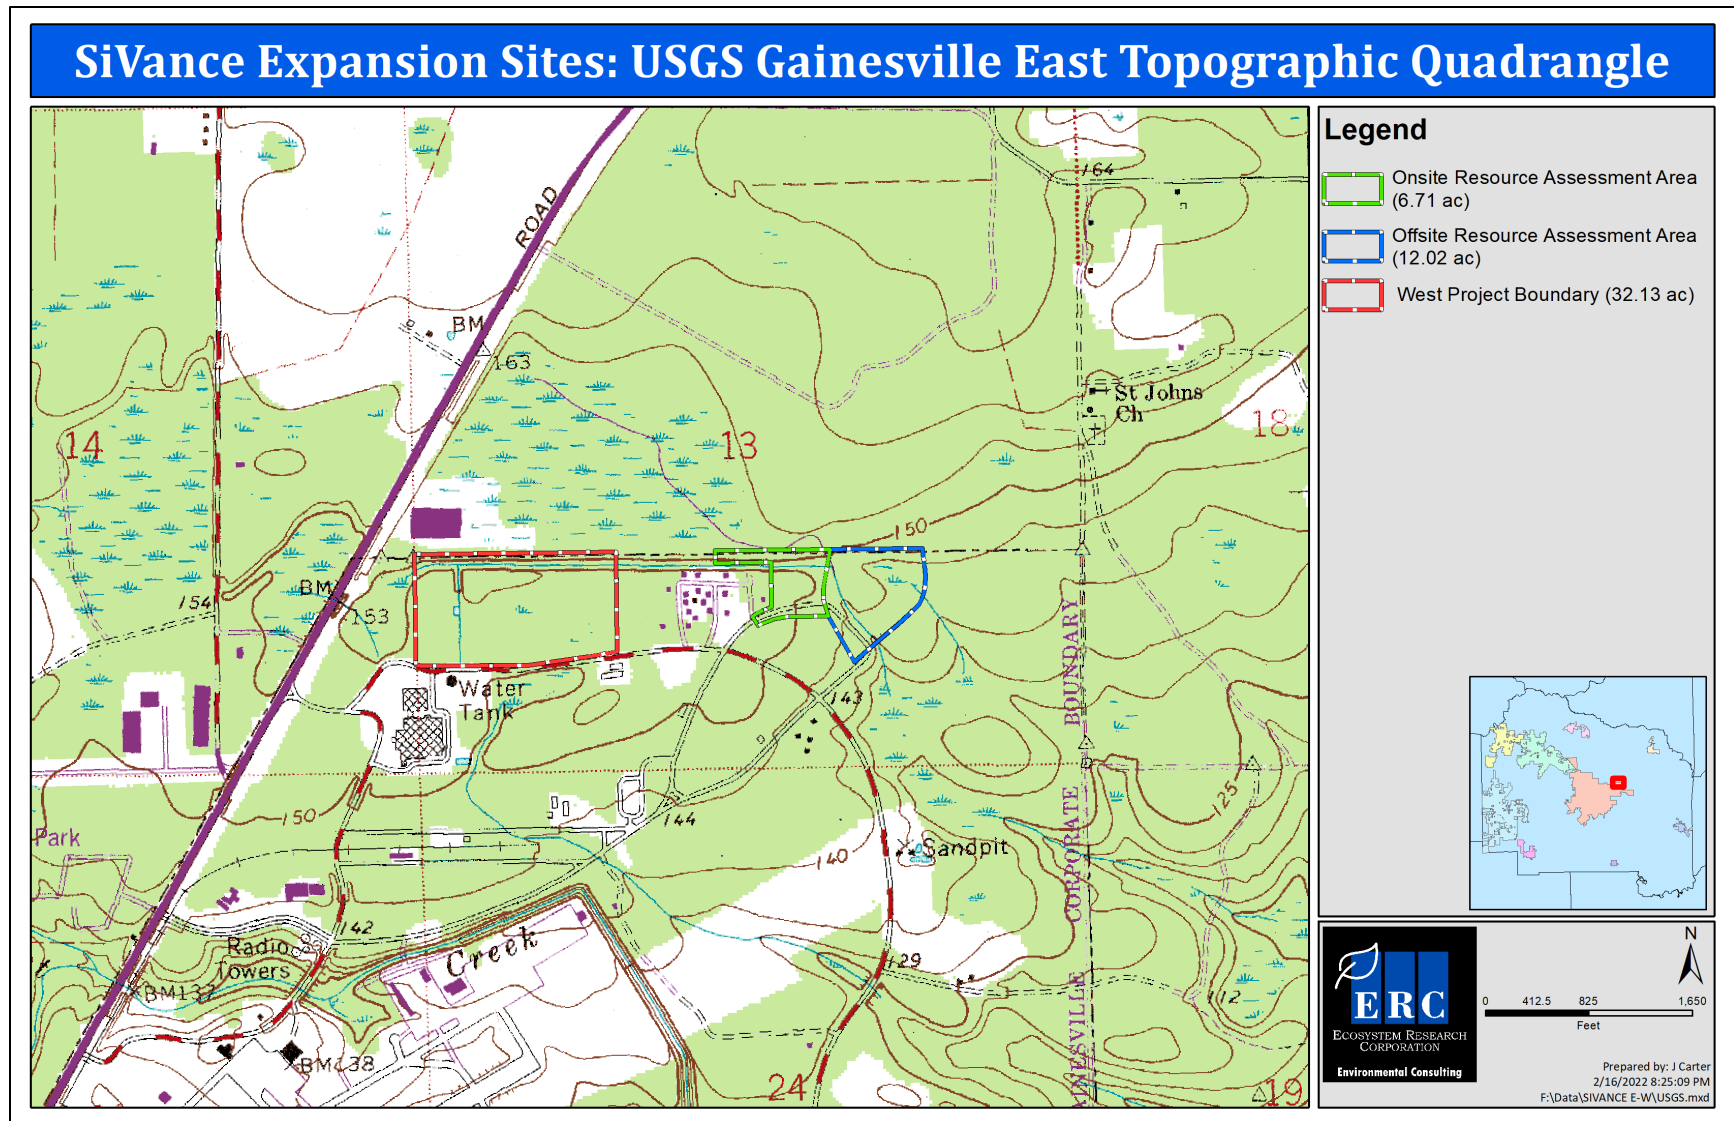 SiVance Expansion Sites: USGS Gainesville East Topographic Quadrangle
164
ROAD
BM
163
St Johns
Ch
14
13
18
150
BM
154
153
Water
Tank
143
BOUNDARY
CORPORATE
GAINESVILLE
125
150
144
Park
140
Sandpit
142
Radio
Towers
Creek
129
BM137
112
BM138
24
19
Legend
Onsite Resource Assessment Area
(6.71 ac)
Offsite Resource Assessment Area
(12.02 ac)
West Project Boundary (32.13 ac)
ERC
ECOSYSTEM RESEARCH
CORPORATION
Environmental Consulting
N
0 412.5 825 1,650
Feet
Prepared by: J Carter
2/16/2022 8:25:09 PM
F:\Data\SIVANCE E-W\USGS.mxd